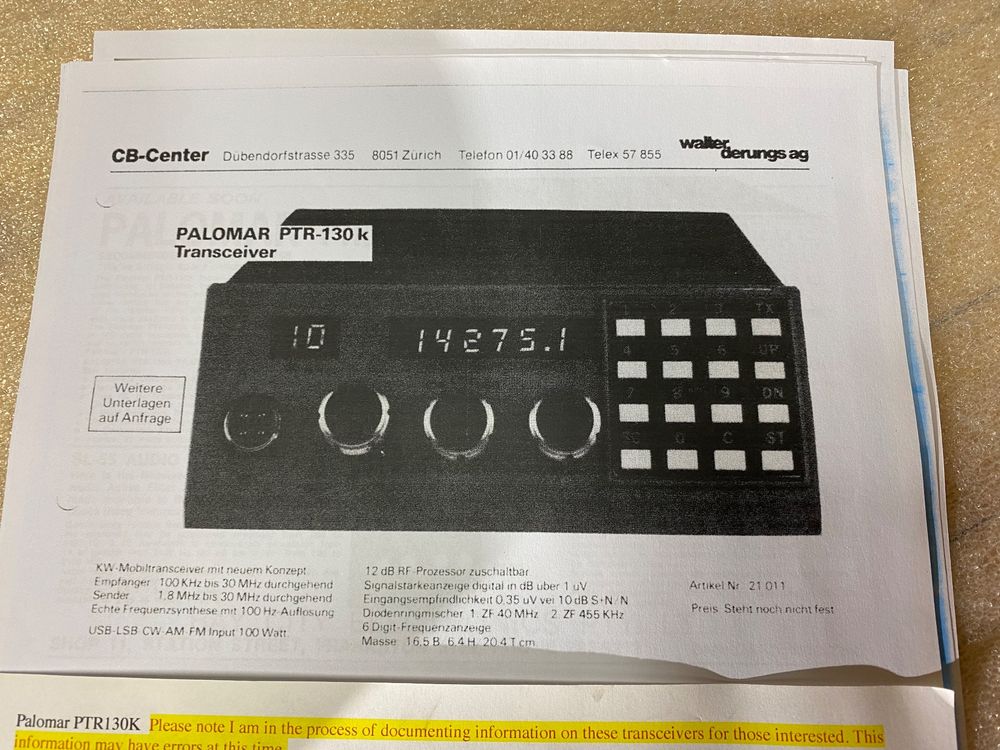 CB-Center Dübendorfstrasse 335 8051 Zürich Telefon 01/40 33 88 Telex 57 855 walter derungs ag
PALOMAR PTR-130 k
Transceiver
10 14275.1
1 2 3 TX
4 5 6 UP
7 8 9 DN
0 C ST
Weitere
Unterlagen
auf Anfrage
KW-Mobiltransceiver mit neuem Konzept
Empfänger 100 KHz bis 30 MHz durchgehend
Sender 1,8 MHz bis 30 MHz durchgehend
Echte Frequenzsynthese mit 100 Hz-Auflösung
USB-LSB-CW-AM-FM Input 100 Watt
12 dB RF-Prozessor zuschaltbar
Signalstärkeanzeige digital in dB über 1 uV
Eingangsempfindlichkeit 0,35 uV vei 10 dB S+N/N
Diodenringmischer 1. ZF 40 MHz 2. ZF 455 KHz
6 Digit-Frequenzanzeige
Masse 16,5 B 6,4 H 20,4 T cm
Artikel Nr. 21 011
Preis: Steht noch nicht fest
Palomar PTR130K Please note I am in the process of documenting information on these transceivers for those interested. This
information may have errors at this time.